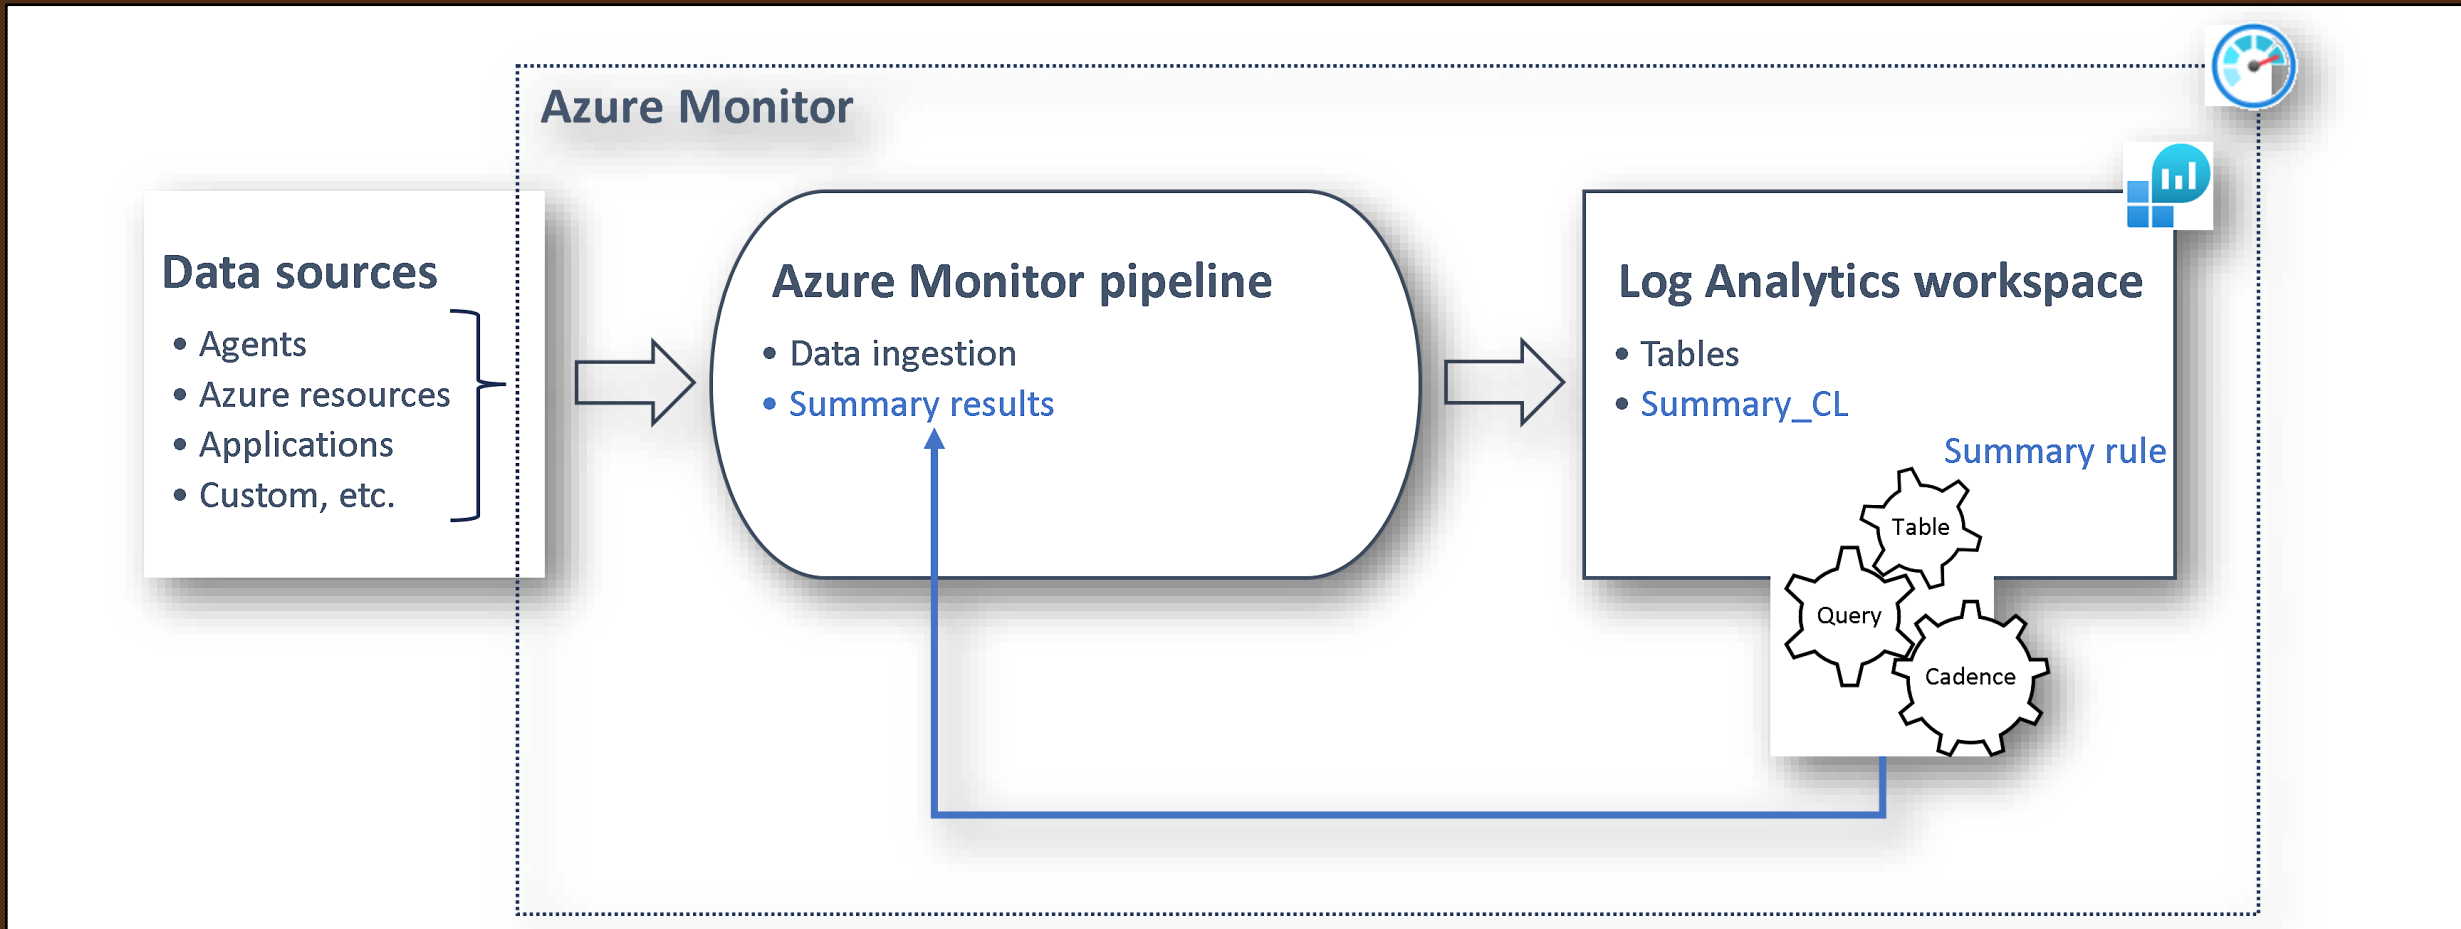 Azure Monitor
Data sources
• Agents
• Azure resources
• Applications
• Custom, etc.
Azure Monitor pipeline
• Data ingestion
• Summary results
Log Analytics workspace
• Tables
• Summary_CL
Summary rule
Table
Query
Cadence